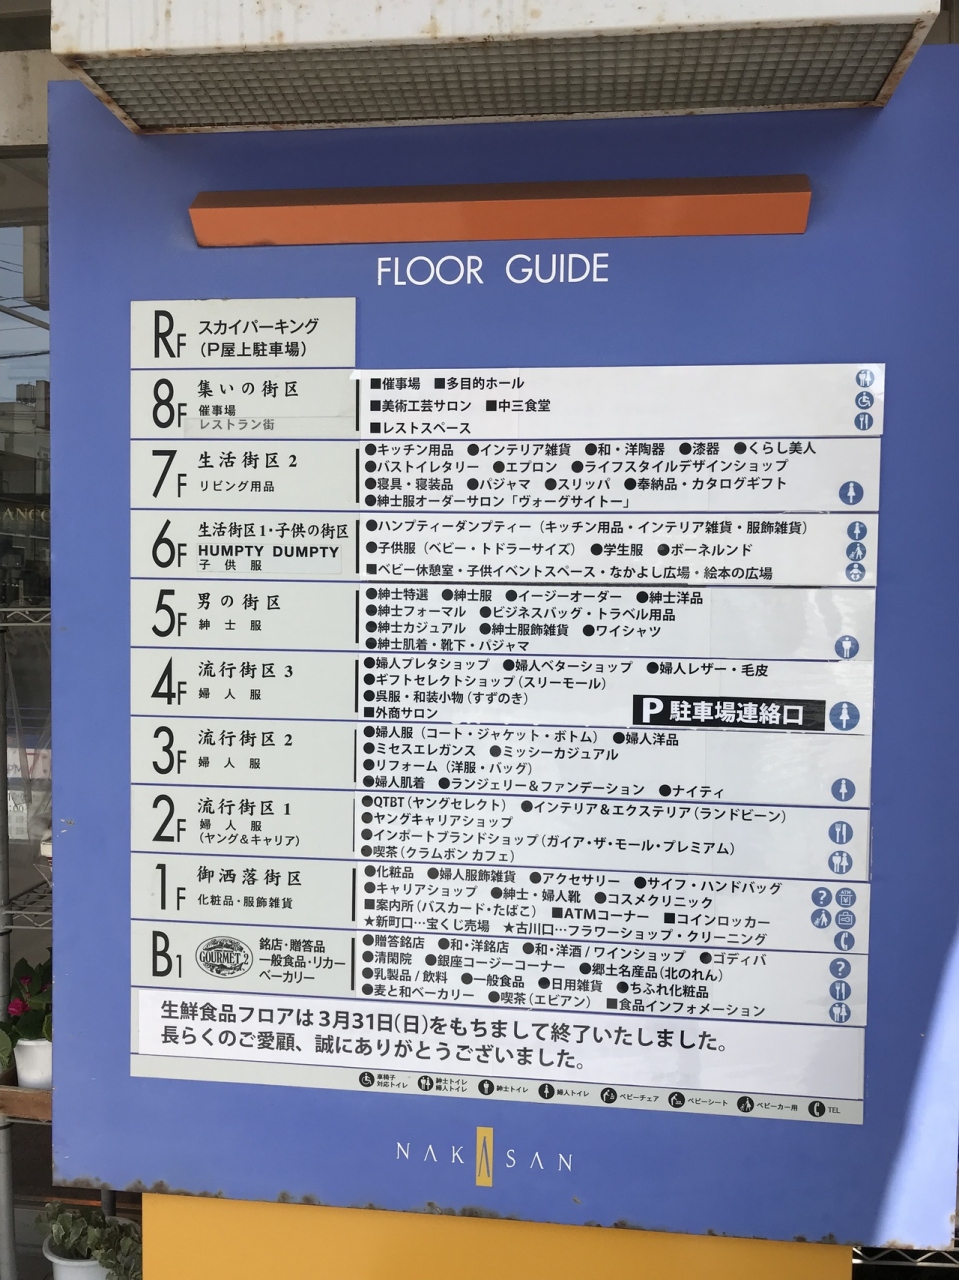 FLOOR GUIDE
RF スカイパーキング
(P屋上駐車場)
8F 集いの街区
催事場
レストラン街
■催事場 ■多目的ホール
■美術工芸サロン ■中三食堂
■レストスペース
7F 生活街区2
リビング用品
●キッチン用品 ●インテリア雑貨 ●和・洋陶器 ●漆器 ●くらし美人
●バストイレタリー ●エプロン ●ライフスタイルデザインショップ
●寝具・寝装品 ●パジャマ ●スリッパ ●奉納品・カタログギフト
●紳士服オーダーサロン「ヴォーグサイトー」
6F 生活街区1・子供の街区
HUMPTY DUMPTY
子供服
●ハンプティーダンプティー（キッチン用品・インテリア雑貨・服飾雑貨）
●子供服（ベビー・トドラーサイズ） ●学生服 ●ボーネルンド
■ベビー休憩室・子供イベントスペース・なかよし広場・絵本の広場
5F 男の街区
紳士服
●紳士特選 ●紳士服 ●イージーオーダー ●紳士洋品
●紳士フォーマル ●ビジネスバッグ・トラベル用品
●紳士カジュアル ●紳士服飾雑貨 ●ワイシャツ
●紳士肌着・靴下・パジャマ
4F 流行街区3
婦人服
●婦人プレタショップ ●婦人ベターショップ ●婦人レザー・毛皮
●ギフトセレクトショップ(スリーモール)
●呉服・和装小物(すずのき)
■外商サロン
P 駐車場連絡口
3F 流行街区2
婦人服
●婦人服（コート・ジャケット・ボトム） ●婦人洋品
●ミセスエレガンス ●ミッシーカジュアル
●リフォーム（洋服・バッグ）
●婦人肌着 ●ランジェリー＆ファンデーション ●ナイティ
2F 流行街区1
婦人服
(ヤング&キャリア)
●QTBT(ヤングセレクト) ●インテリア＆エクステリア(ランドビーン)
●ヤングキャリアショップ
●インポートブランドショップ(ガイア・ザ・モール・プレミアム)
●喫茶(クラムボン カフェ)
1F 御洒落街区
化粧品・服飾雑貨
●化粧品 ●婦人服飾雑貨 ●アクセサリー ●サイフ・ハンドバッグ
●キャリアショップ ●紳士・婦人靴 ●コスメクリニック
■案内所(バスカード・たばこ) ■ATMコーナー ■コインロッカー
★新町口…宝くじ売場 ★古川口…フラワーショップ・クリーニング
? ATM
B1 GOURMET 2
銘店・贈答品
一般食品・リカー
ベーカリー
●贈答銘店 ●和・洋銘店 ●和・洋酒/ワインショップ ●ゴディバ
●清閑院 ●銀座コージーコーナー ●郷土名産品(北のれん)
●乳製品/飲料 ●一般食品 ●日用雑貨 ●ちふれ化粧品
●麦と和ベーカリー ●喫茶(エビアン) ■食品インフォメーション
?
生鮮食品フロアは3月31日(日)をもちまして終了いたしました。
長らくのご愛顧、誠にありがとうございました。
車椅子対応トイレ 紳士トイレ婦人トイレ 紳士トイレ 婦人トイレ ベビーチェア ベビーシート ベビーカー用 TEL
NAKASAN